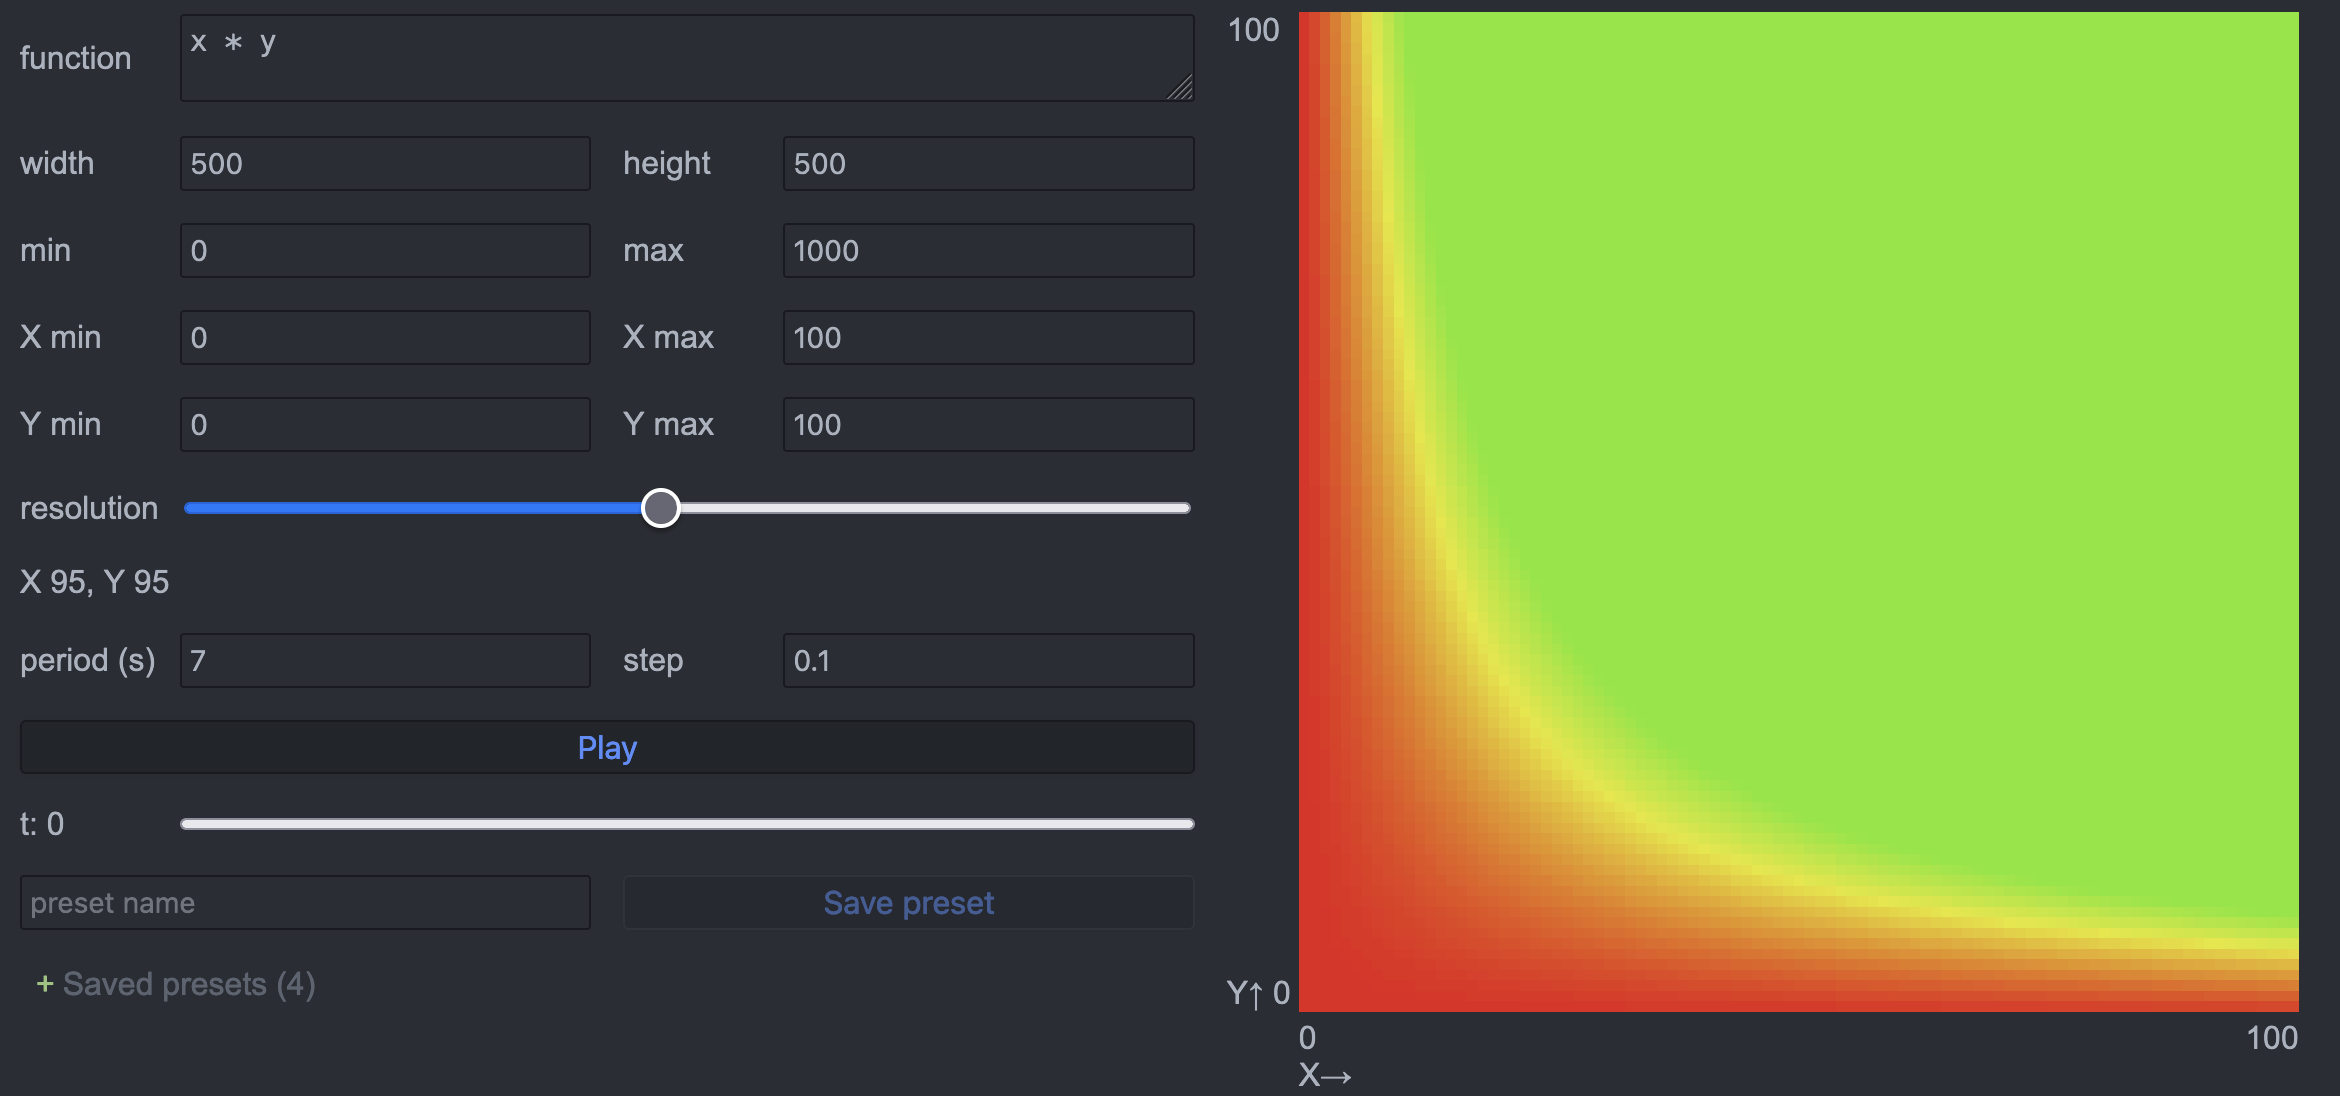 function x * y
width 500 height 500
min 0 max 1000
X min 0 X max 100
Y min 0 Y max 100
resolution
X 95, Y 95
period (s) 7 step 0.1
Play
t: 0
preset name Save preset
+ Saved presets (4)
100
Y↑ 0
0 100
X→